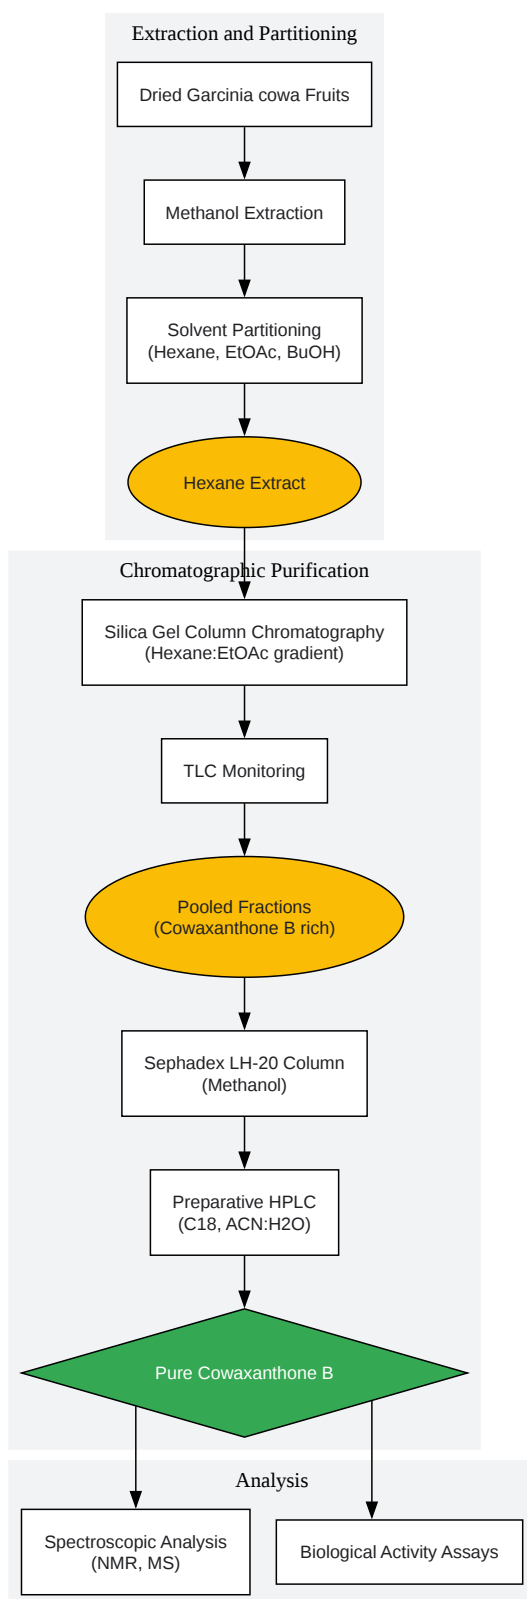 Extraction and Partitioning
Dried Garcinia cowa Fruits
Methanol Extraction
Solvent Partitioning
(Hexane, EtOAc, BuOH)
Hexane Extract
Chromatographic Purification
Silica Gel Column Chromatography
(Hexane:EtOAc gradient)
TLC Monitoring
Pooled Fractions
(Cowaxanthone B rich)
Sephadex LH-20 Column
(Methanol)
Preparative HPLC
(C18, ACN:H2O)
Pure Cowaxanthone B
Analysis
Spectroscopic Analysis
(NMR, MS)
Biological Activity Assays